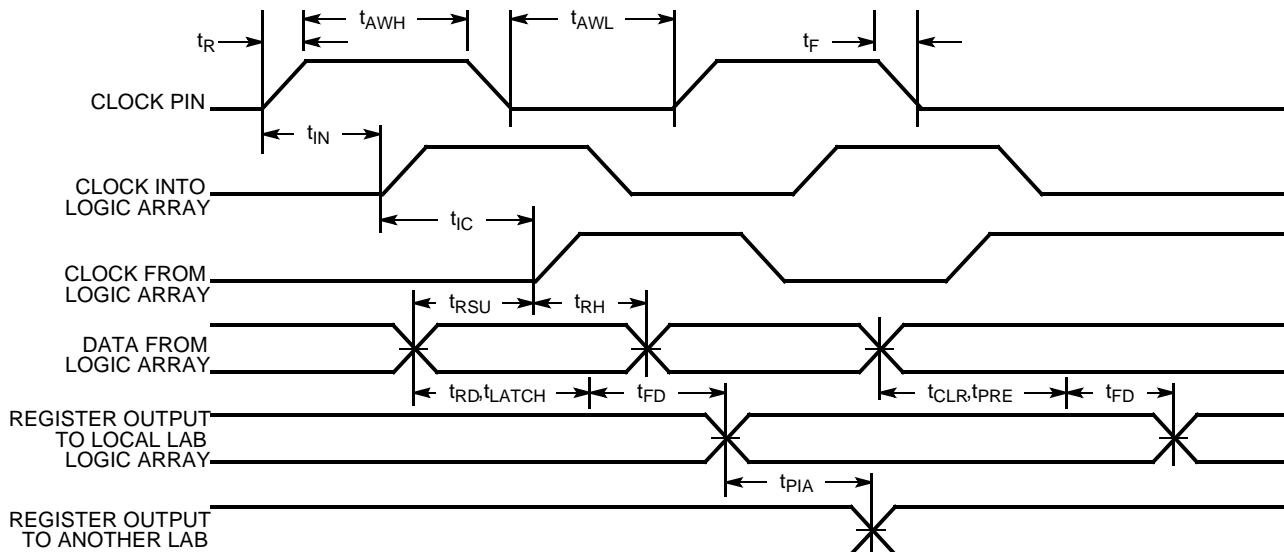 tAWH tAWL
tR tF
CLOCK PIN
tIN
CLOCK INTO
LOGIC ARRAY
tIC
CLOCK FROM
LOGIC ARRAY
tRSU tRH
DATA FROM
LOGIC ARRAY
tRD,tLATCH tFD tCLR,tPRE tFD
REGISTER OUTPUT
TO LOCAL LAB
LOGIC ARRAY
tPIA
REGISTER OUTPUT
TO ANOTHER LAB